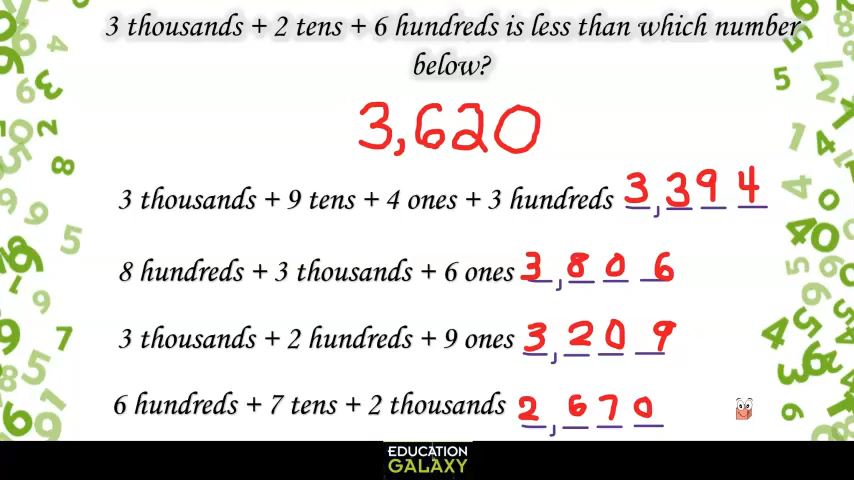 3 thousands + 2 tens + 6 hundreds is less than which number
below?
3,620
3 thousands + 9 tens + 4 ones + 3 hundreds 3,394
8 hundreds + 3 thousands + 6 ones 3,806
3 thousands + 2 hundreds + 9 ones 3,209
6 hundreds + 7 tens + 2 thousands 2,670
EDUCATION
GALAXY